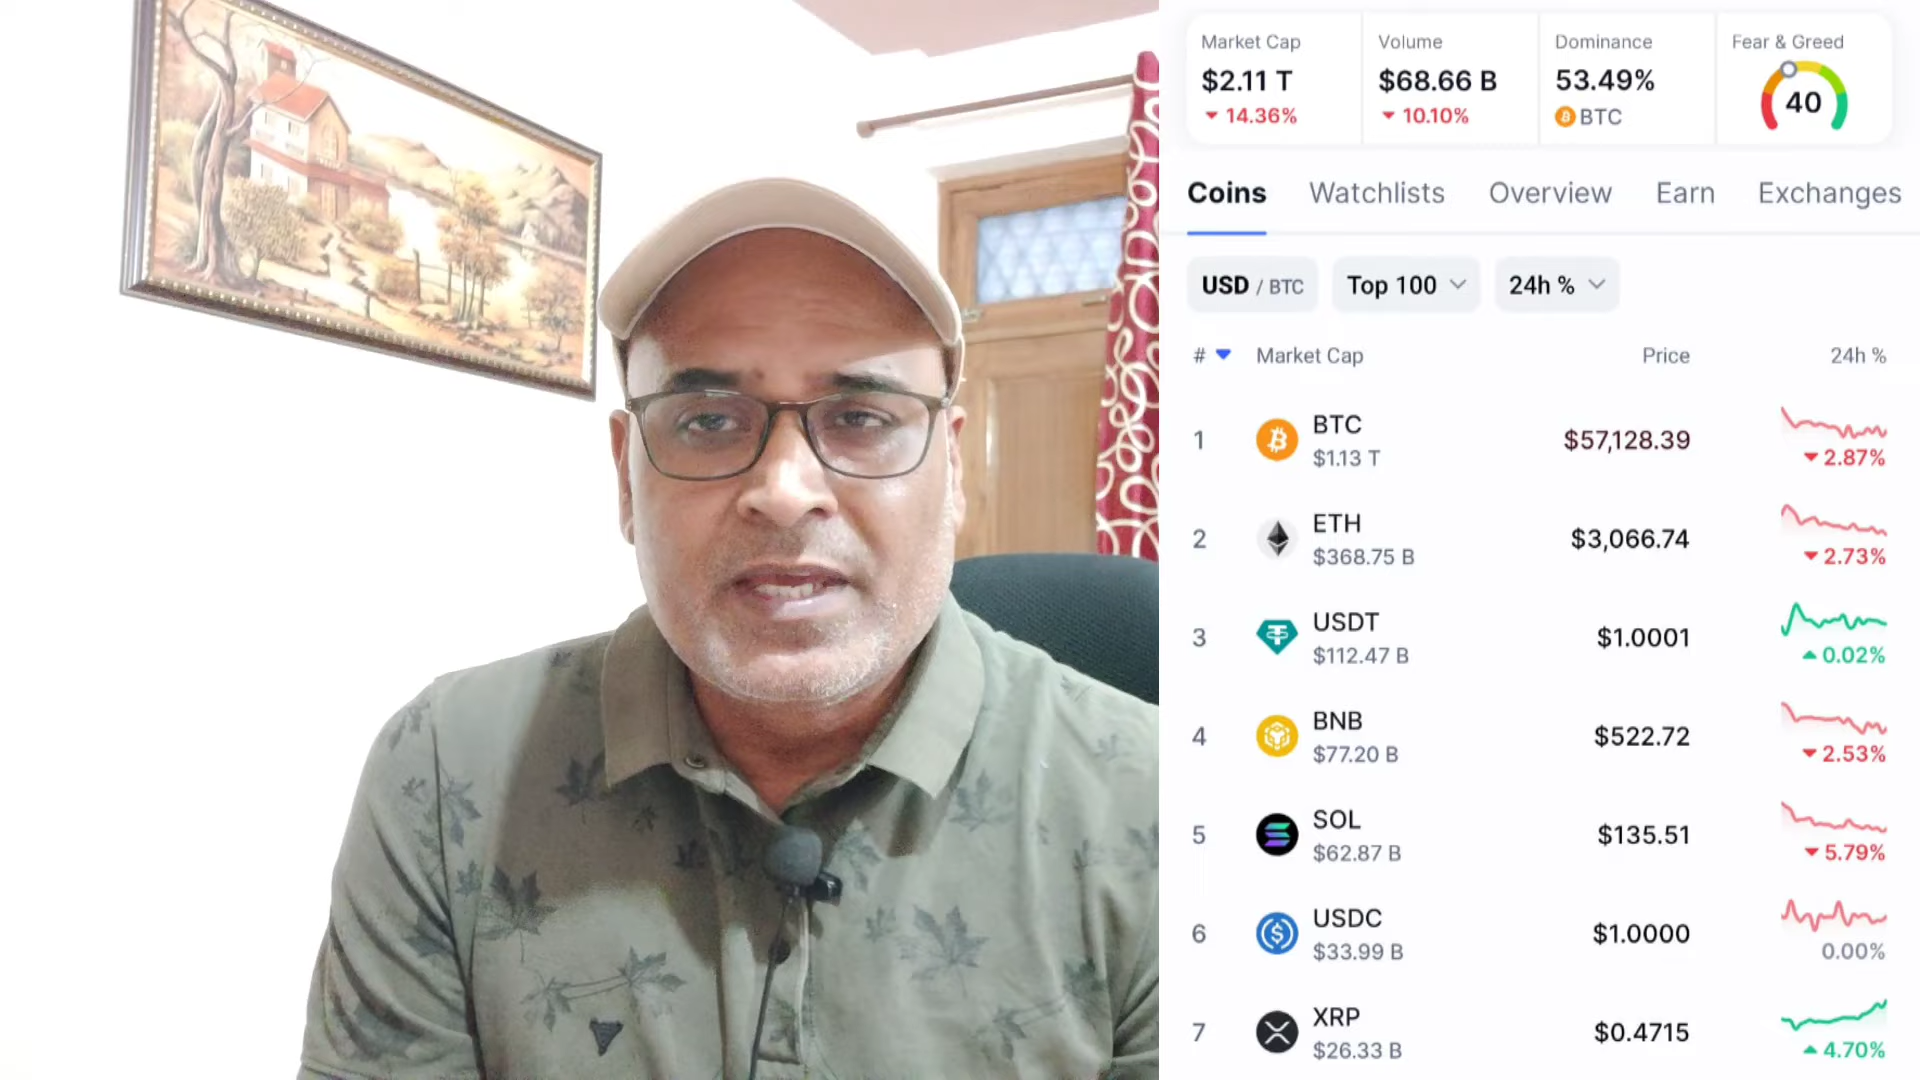 Market Cap
$2.11 T
14.36%
Volume
$68.66 B
10.10%
Dominance
53.49%
BTC
Fear & Greed
40
Coins Watchlists Overview Earn Exchanges
USD / BTC Top 100 24h %
# Market Cap Price 24h %
1 BTC $57,128.39
$1.13 T 2.87%
2 ETH $3,066.74
$368.75 B 2.73%
3 USDT $1.0001
$112.47 B 0.02%
4 BNB $522.72
$77.20 B 2.53%
5 SOL $135.51
$62.87 B 5.79%
6 USDC $1.0000
$33.99 B 0.00%
7 XRP $0.4715
$26.33 B 4.70%